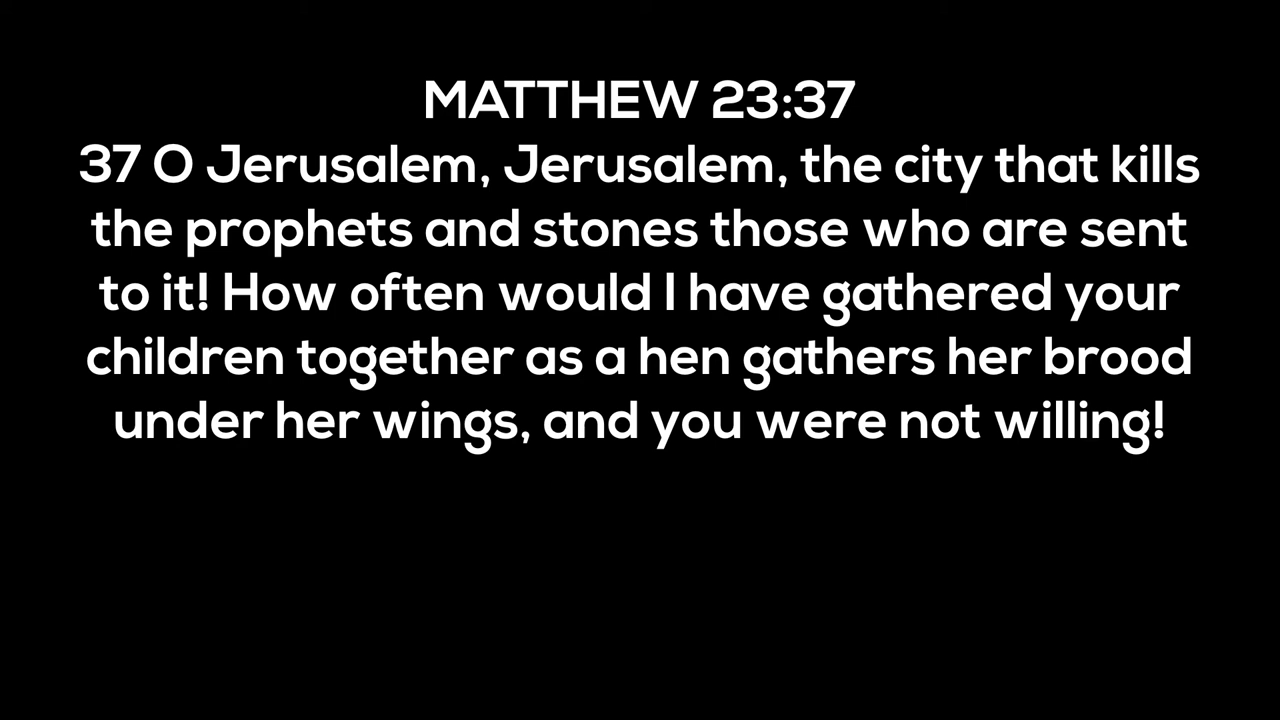 MATTHEW 23:37
37 O Jerusalem, Jerusalem, the city that kills
the prophets and stones those who are sent
to it! How often would I have gathered your
children together as a hen gathers her brood
under her wings, and you were not willing!